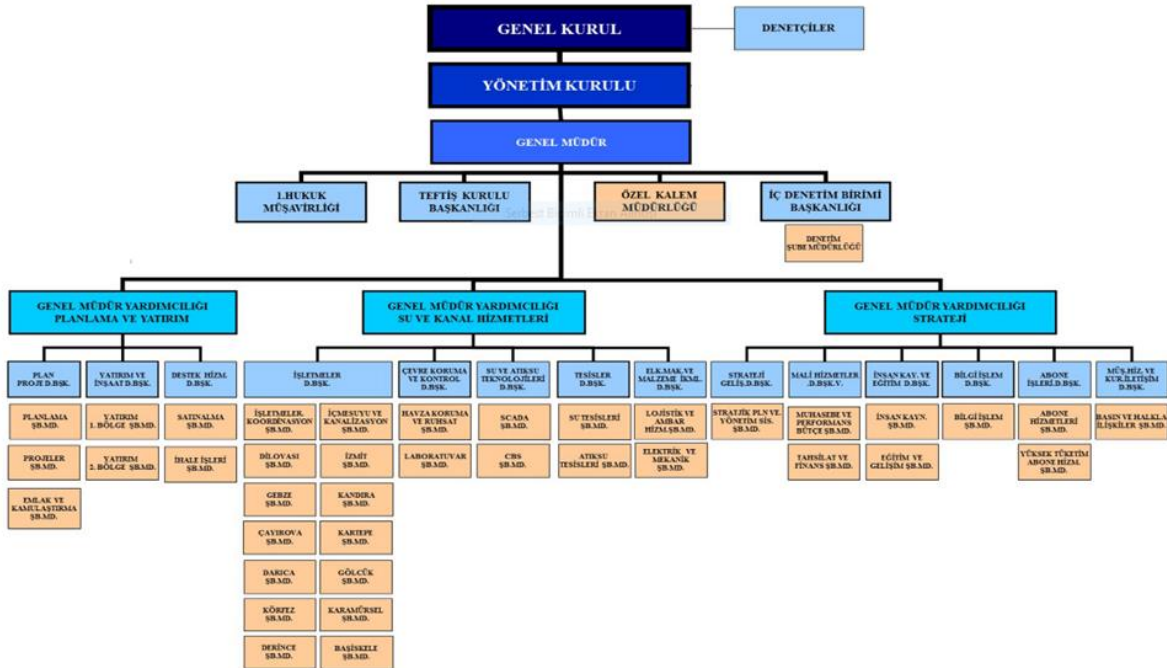 GENEL KURUL
DENETÇİLER
YÖNETİM KURULU
GENEL MÜDÜR
1.HUKUK
MÜŞAVİRLİĞİ
TEFTİŞ KURULU
BAŞKANLIĞI
ÖZEL KALEM
MÜDÜRLÜĞÜ
İÇ DENETİM BİRİMİ
BAŞKANLIĞI
DENETİM
ŞUBE MÜDÜRLÜĞÜ
GENEL MÜDÜR YARDIMCILIĞI
PLANLAMA VE YATIRIM
GENEL MÜDÜR YARDIMCILIĞI
SU VE KANAL HİZMETLERİ
GENEL MÜDÜR YARDIMCILIĞI
STRATEJİ
PLAN
PROJE D.BŞK.
YATIRIM VE
İNŞAAT D.BŞK.
DESTEK HİZM.
D.BŞK.
İŞLETMELER
D.BŞK.
ÇEVRE KORUMA
VE KONTROL
D.BŞK.
SU VE ATIKSU
TEKNOLOJİLERİ
D.BŞK.
TESİSLER
D.BŞK.
ELK.MAK.VE
MALZEME İKML.
D.BŞK.
STRATEJİ
GELİŞ.D.BŞK.
MALİ HİZMETLER
.D.BŞK.V.
İNSAN KAY. VE
EĞİTİM D.BŞK.
BİLGİ İŞLEM
D.BŞK.
ABONE
İŞLERİ.D.BŞK.
MÜŞ.HİZ. VE
KUR.İLETİŞİM
D.BŞK.
PLANLAMA
ŞB.MD.
YATIRIM
1. BÖLGE ŞB.MD.
SATINALMA
ŞB.MD.
İŞLETMELER.
KOORDİNASYON
ŞB.MD.
İÇMESUYU VE
KANALİZASYON
ŞB.MD.
HAVZA KORUMA
VE RUHSAT
ŞB.MD.
SCADA
ŞB.MD.
SU TESİSLERİ
ŞB.MD.
LOJİSTİK VE
AMBAR
HİZM.ŞB.MD.
STRATJİK PLN VE.
YÖNETİM SİS.
ŞB.MD.
MUHASEBE VE
PERFORMANS
BÜTÇE ŞB.MD.
İNSAN KAYN.
ŞB.MD.
BİLGİ İŞLEM
ŞB.MD.
ABONE
HİZMETLERİ
ŞB.MD.
BASIN VE HALKLA
İLİŞKİLER ŞB.MD.
PROJELER
ŞB.MD.
YATIRIM
2. BÖLGE ŞB.MD.
İHALE İŞLERİ
ŞB.MD.
DİLOVASI
ŞB.MD.
İZMİT
ŞB.MD.
LABORATUVAR
ŞB.MD.
CBS
ŞB.MD.
ATIKSU
TESİSLERİ ŞB.MD.
ELEKTRİK VE
MEKANİK
ŞB.MD.
TAHSİLAT VE
FİNANS ŞB.MD.
EĞİTİM VE
GELİŞİM ŞB.MD.
YÜKSEK TÜKETİM
ABONE HİZM.
ŞB.MD.
EMLAK VE
KAMULAŞTIRMA
ŞB.MD.
GEBZE
ŞB.MD.
KANDIRA
ŞB.MD.
ÇAYIROVA
ŞB.MD.
KARTEPE
ŞB.MD.
DARICA
ŞB.MD.
GÖLCÜK
ŞB.MD.
KÖRFEZ
ŞB.MD.
KARAMÜRSEL
ŞB.MD.
DERİNCE
ŞB.MD.
BAŞİSKELE
ŞB.MD.